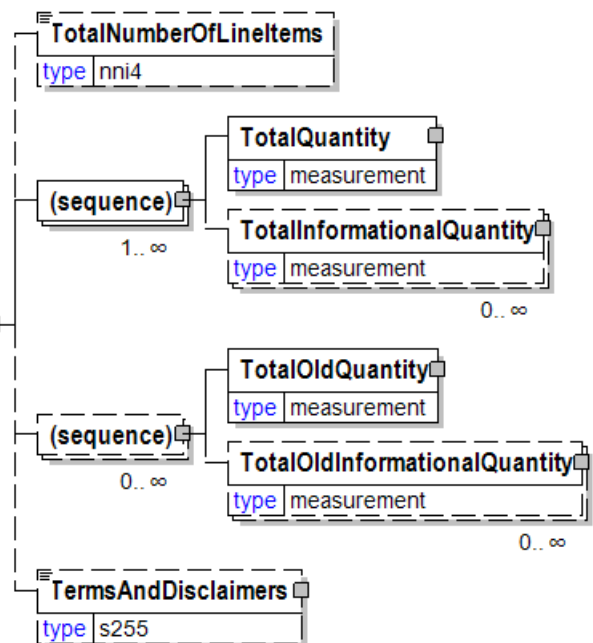 TotalNumberOfLineItems
type nni4
(sequence)
1.. ∞
TotalQuantity
type measurement
TotalInformationalQuantity
type measurement
0.. ∞
(sequence)
0.. ∞
TotalOldQuantity
type measurement
TotalOldInformationalQuantity
type measurement
0.. ∞
TermsAndDisclaimers
type s255